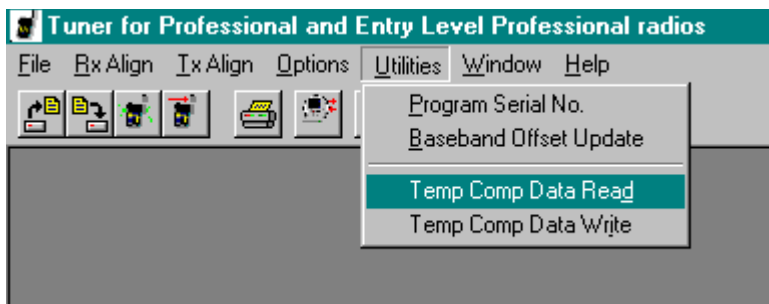 Tuner for Professional and Entry Level Professional radios
File Rx Align Tx Align Options Utilities Window Help
Program Serial No.
Baseband Offset Update
Temp Comp Data Read
Temp Comp Data Write